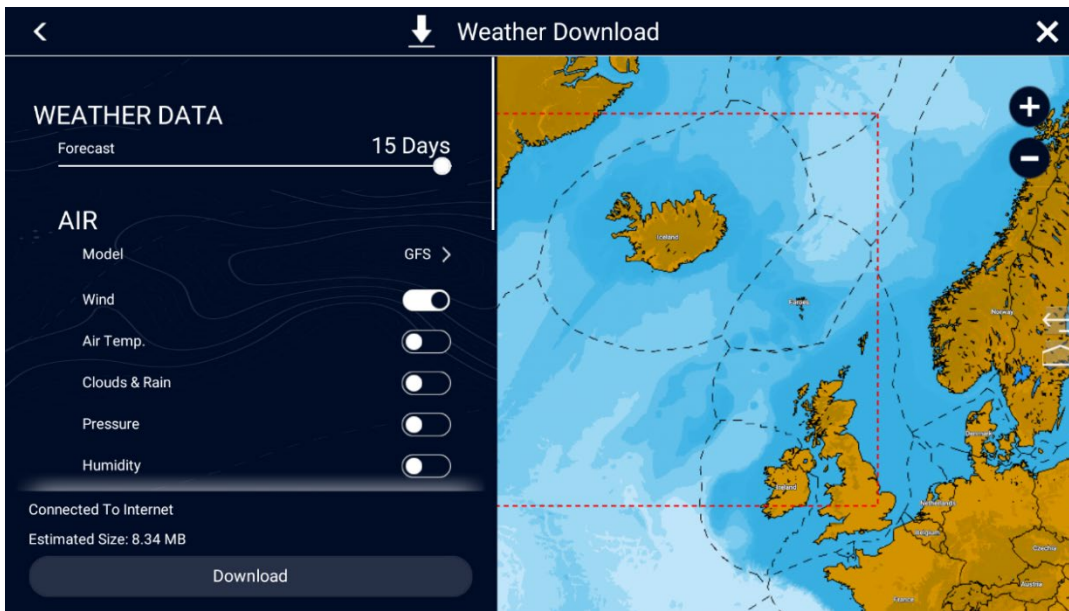 Weather Download
WEATHER DATA
Forecast 15 Days
AIR
Model GFS
Wind
Air Temp.
Clouds & Rain
Pressure
Humidity
Connected To Internet
Estimated Size: 8.34 MB
Download
Iceland
Faroes
Norway
Denmark
Ireland
Netherlands
Belgium
Czechia
Austria
France